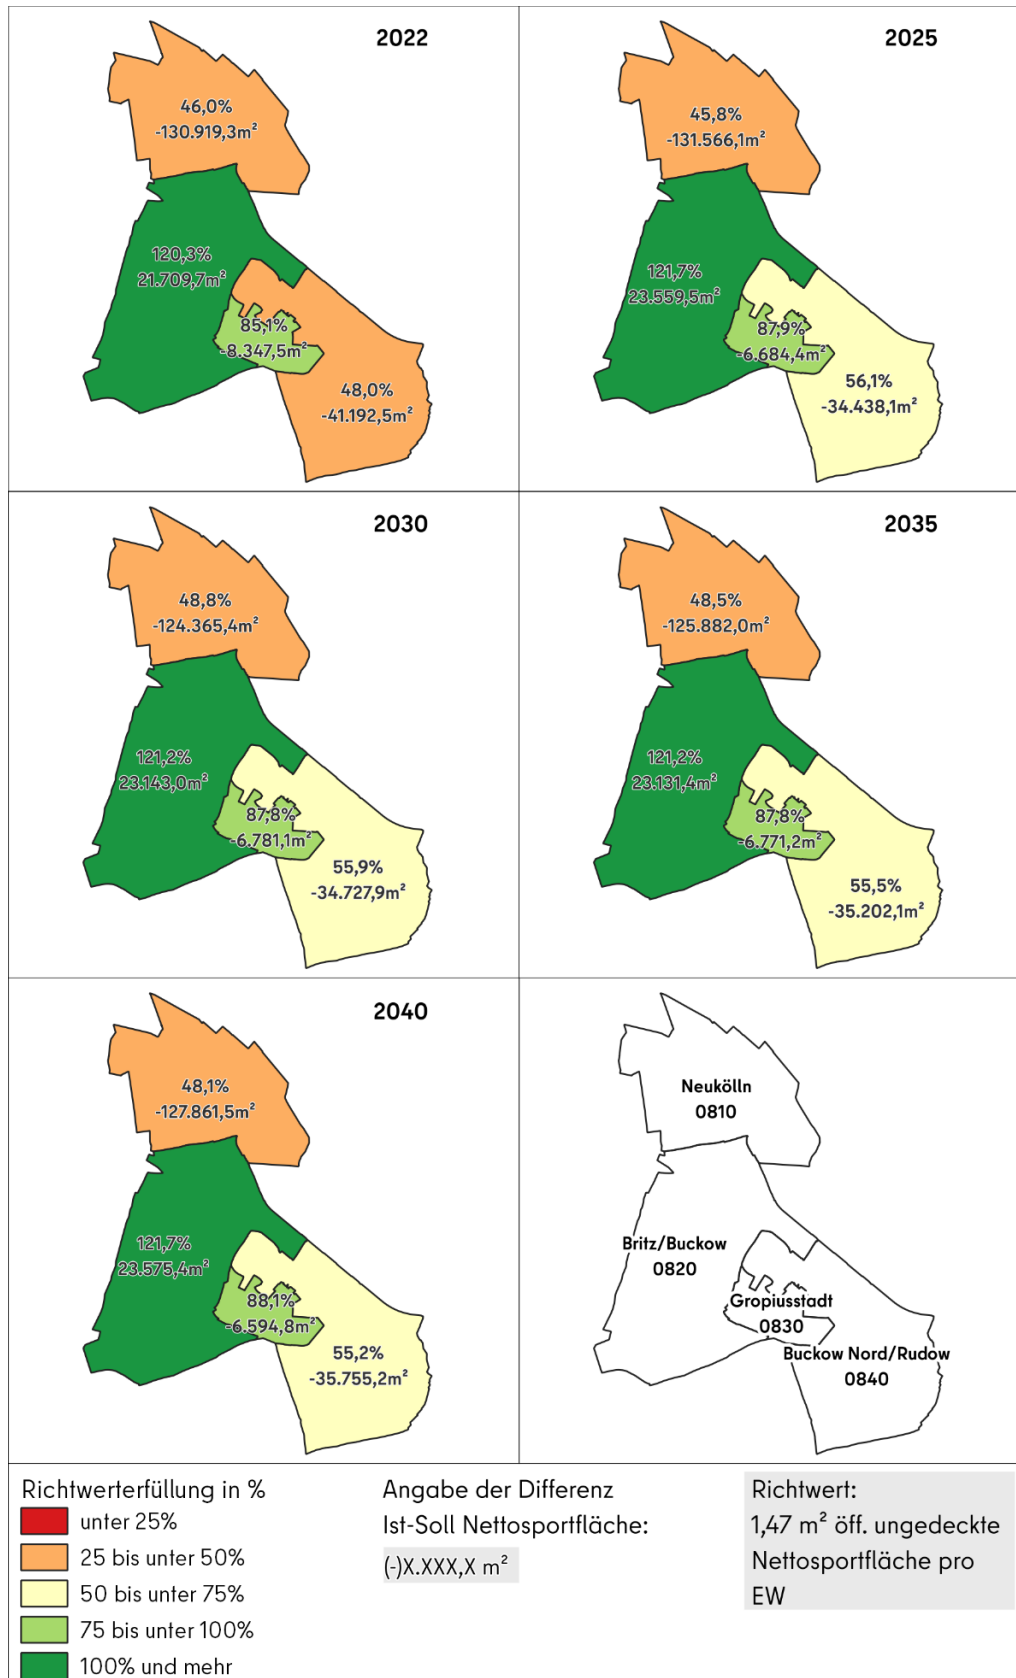 2022
46,0%
-130.919,3m²
120,3%
21.709,7m²
85,1%
-8.347,5m²
48,0%
-41.192,5m²
2025
45,8%
-131.566,1m²
121,7%
23.559,5m²
87,9%
-6.684,4m²
56,1%
-34.438,1m²
2030
48,8%
-124.365,4m²
121,2%
23.143,0m²
87,8%
-6.781,1m²
55,9%
-34.727,9m²
2035
48,5%
-125.882,0m²
121,2%
23.131,4m²
87,8%
-6.771,2m²
55,5%
-35.202,1m²
2040
48,1%
-127.861,5m²
121,7%
23.575,4m²
88,1%
-6.594,8m²
55,2%
-35.755,2m²
Neukölln
0810
Britz/Buckow
0820
Gropiusstadt
0830
Buckow Nord/Rudow
0840
Richtwerterfüllung in %
unter 25%
25 bis unter 50%
50 bis unter 75%
75 bis unter 100%
100% und mehr
Angabe der Differenz
Ist-Soll Nettosportfläche:
(-)X.XXX,X m²
Richtwert:
1,47 m² öff. ungedeckte
Nettosportfläche pro
EW